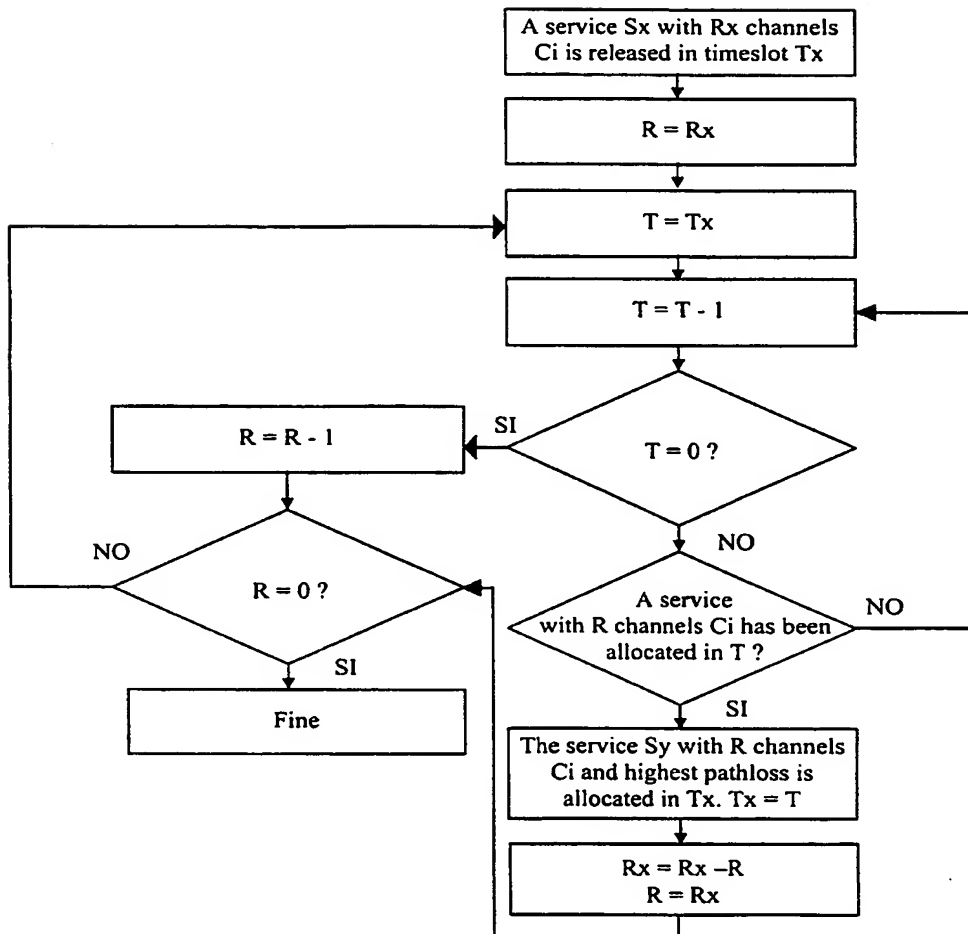 A service Sx with Rx channels
Ci is released in timeslot Tx
R = Rx
T = Tx
T = T - 1
T = 0 ?
SI
R = R - 1
NO
R = 0 ?
NO
A service
with R channels Ci has been
allocated in T ?
NO
SI
Fine
SI
The service Sy with R channels
Ci and highest pathloss is
allocated in Tx. Tx = T
Rx = Rx –R
R = Rx